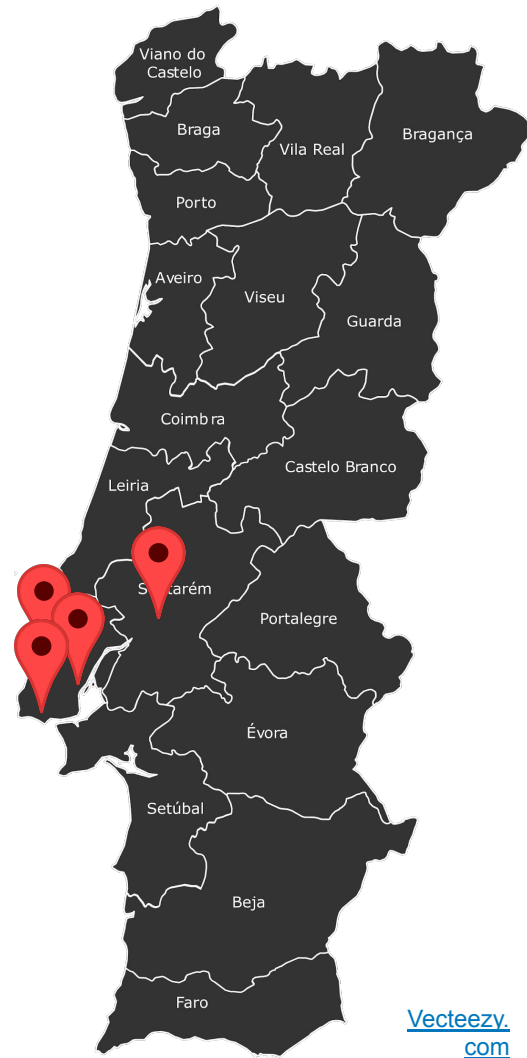 Viano do
Castelo
Braga
Vila Real
Bragança
Porto
Aveiro
Viseu
Guarda
Coimbra
Castelo Branco
Leiria
Portalegre
Évora
Setúbal
Beja
Faro
Vecteezy.
com